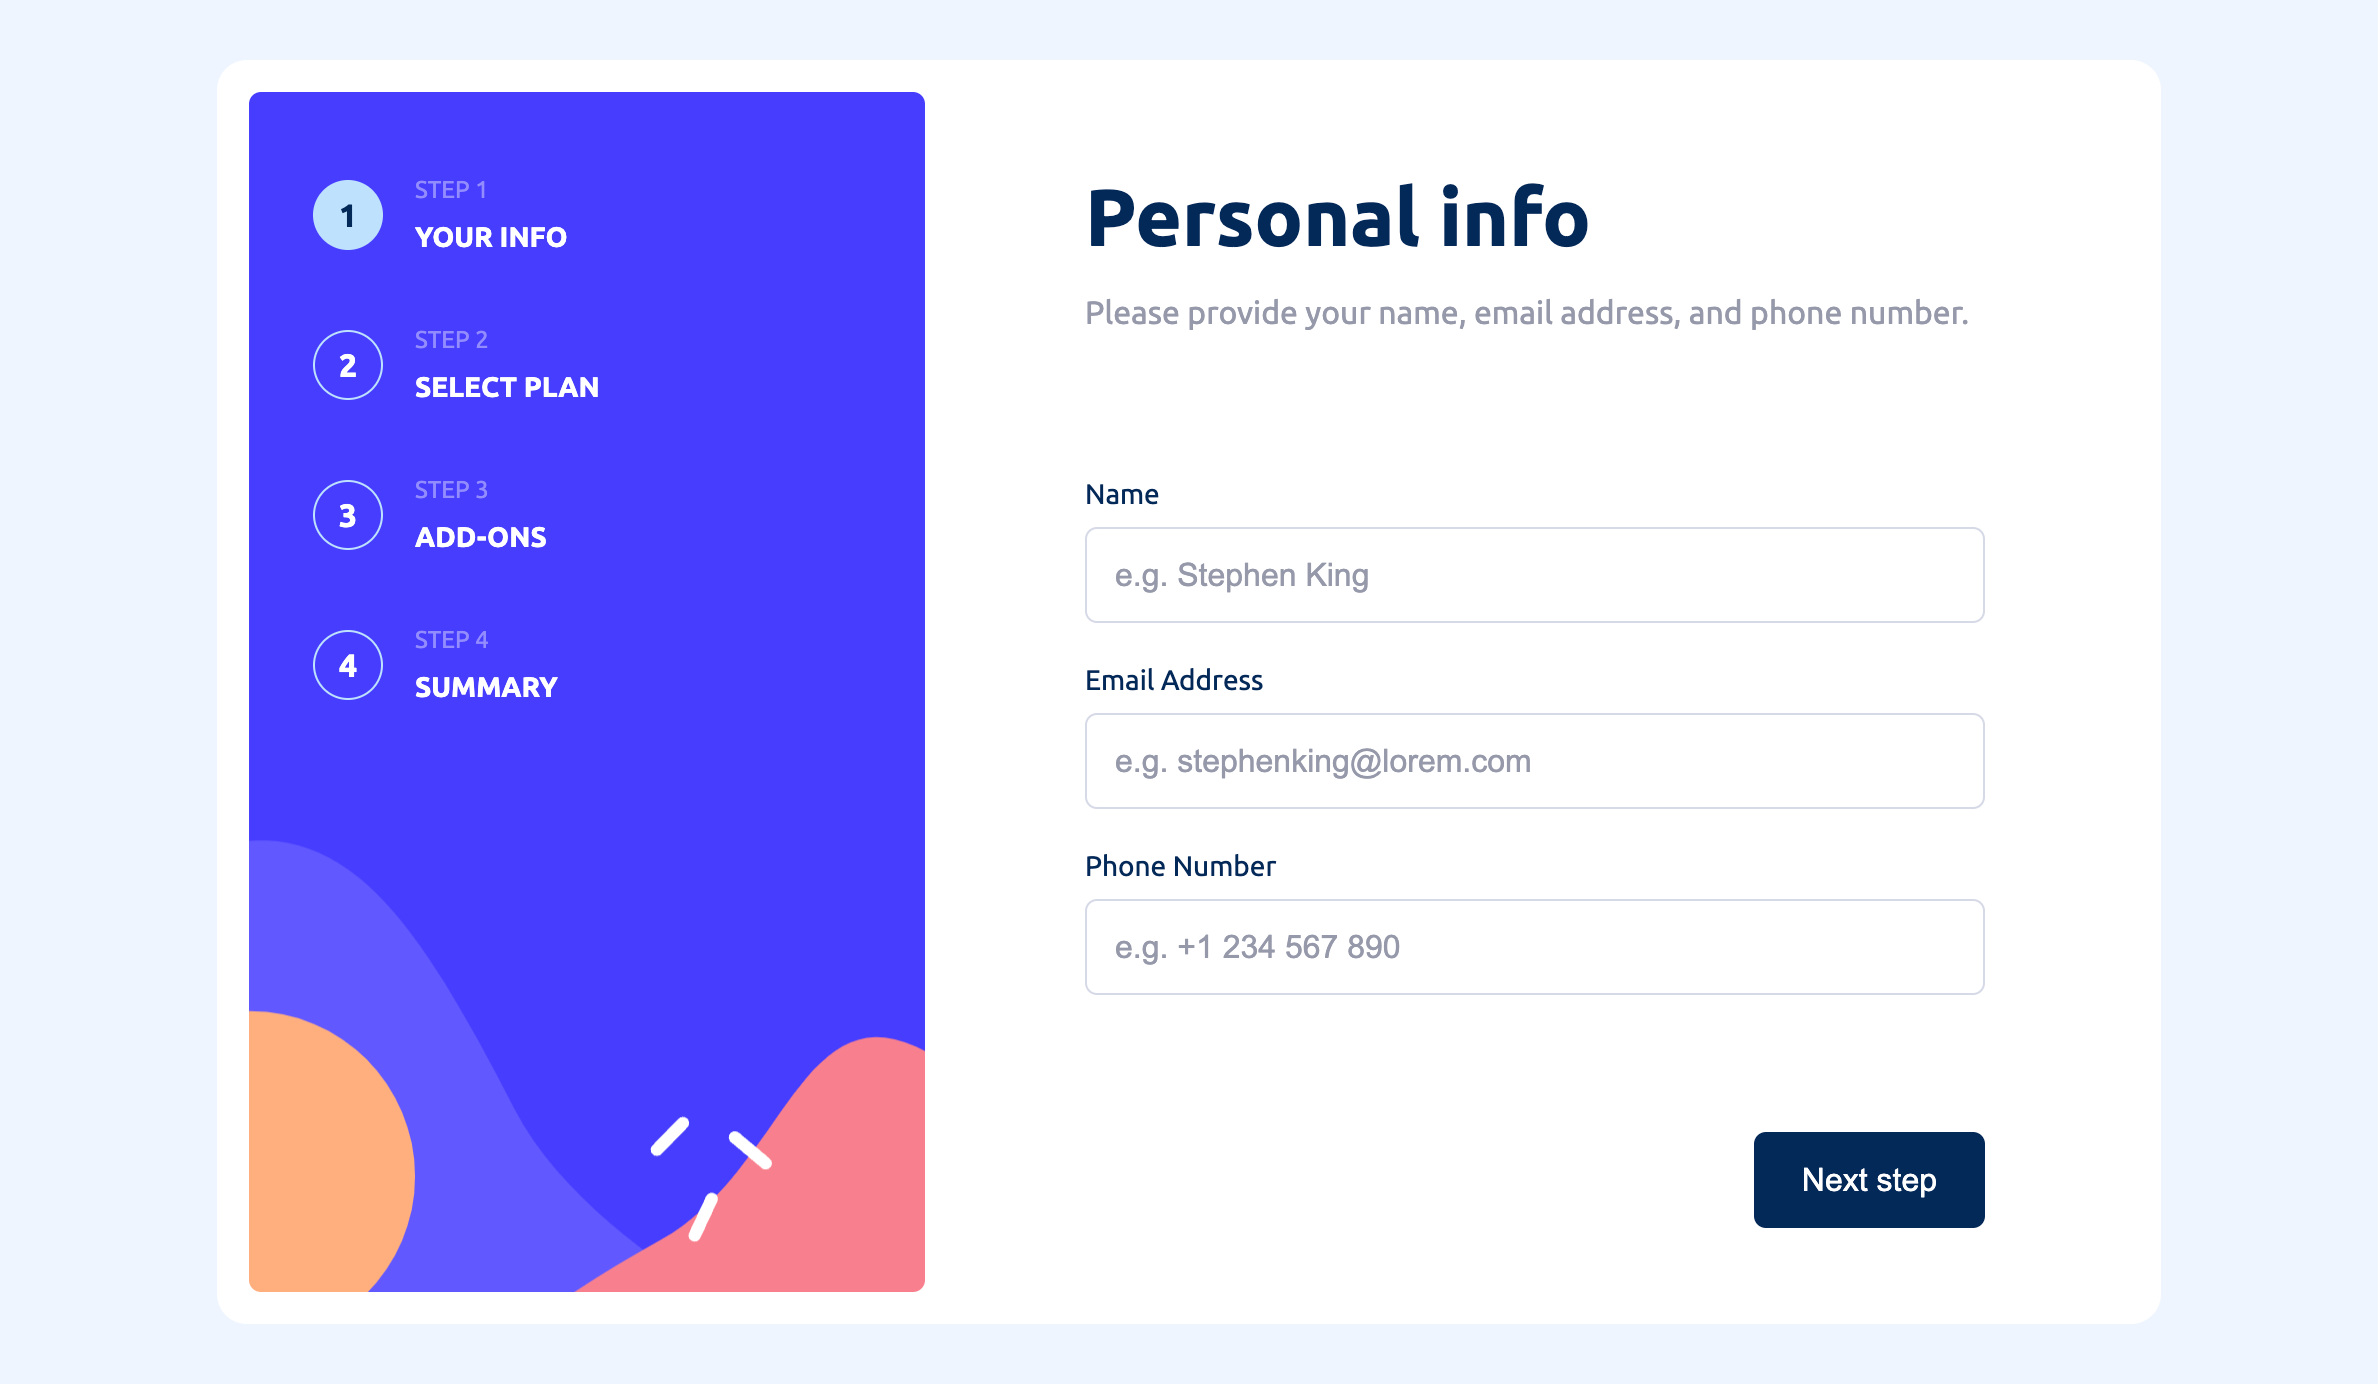 1
STEP 1
YOUR INFO
2
STEP 2
SELECT PLAN
3
STEP 3
ADD-ONS
4
STEP 4
SUMMARY
Personal info
Please provide your name, email address, and phone number.
Name
e.g. Stephen King
Email Address
e.g. stephenking@lorem.com
Phone Number
e.g. +1 234 567 890
Next step